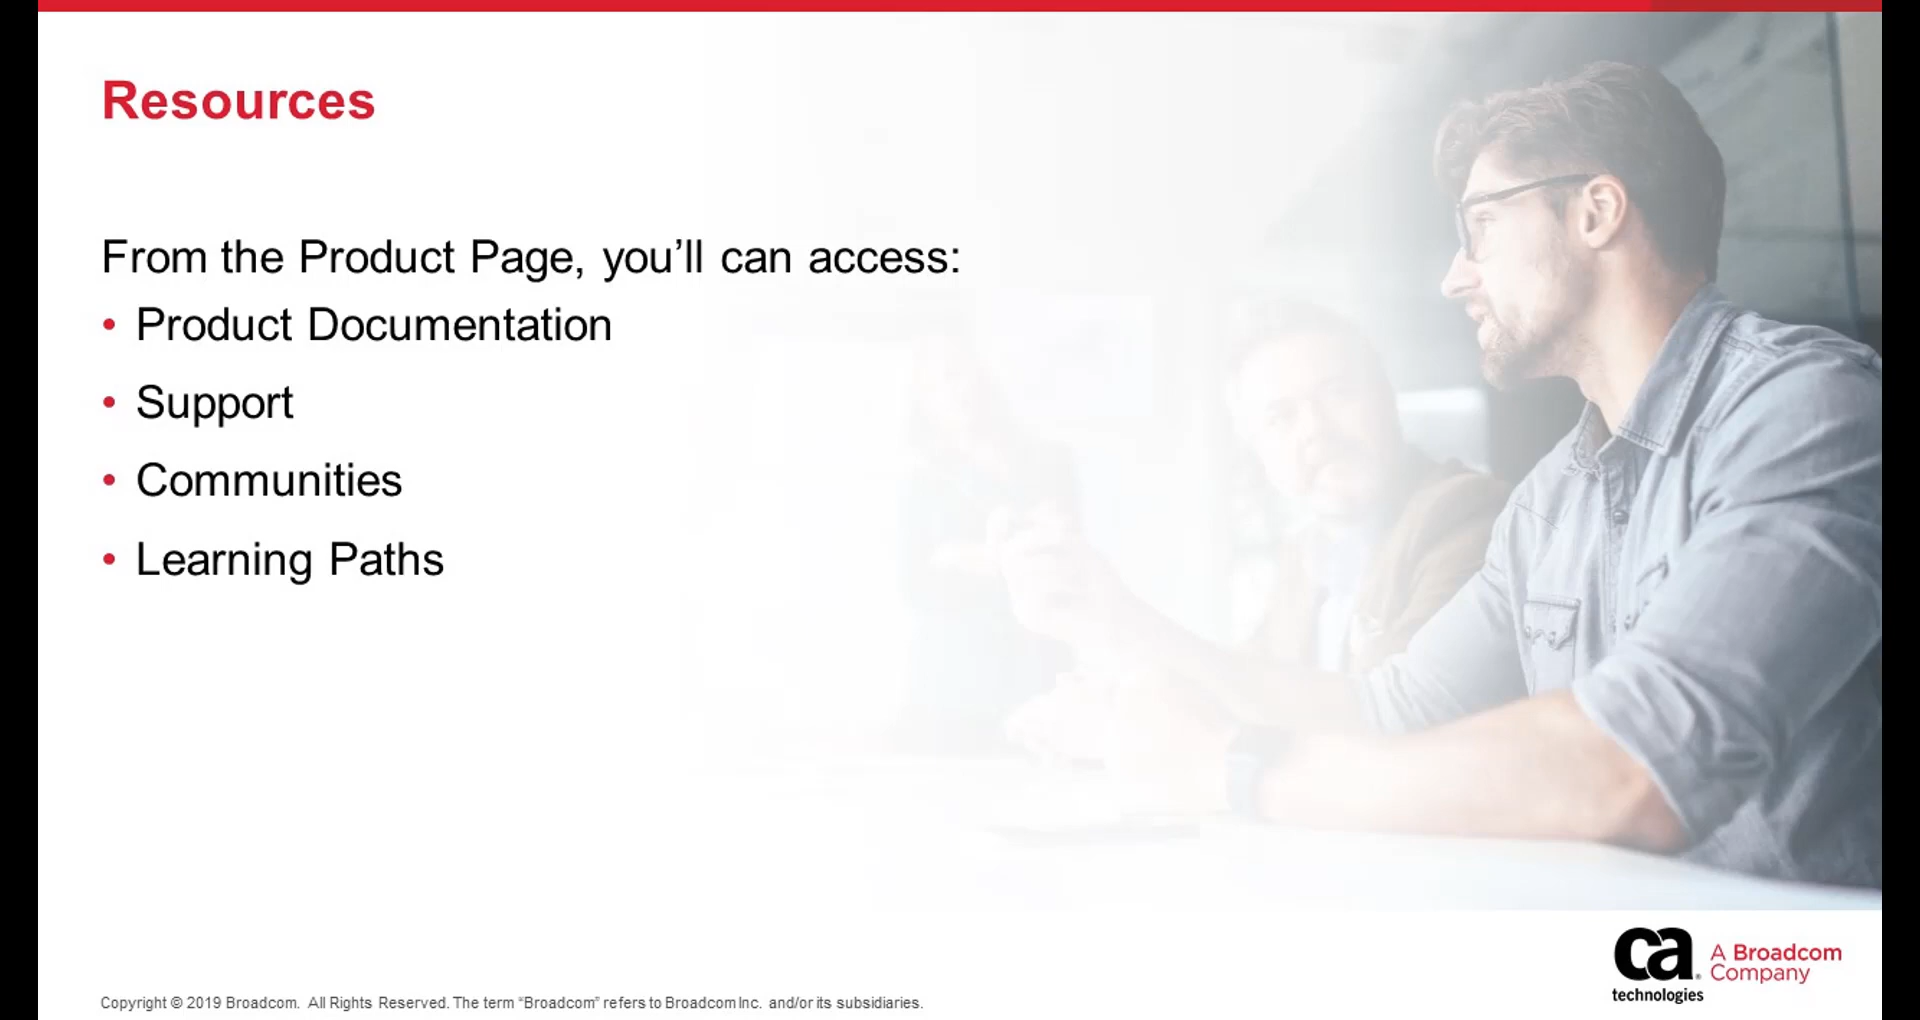 Resources
From the Product Page, you’ll can access:
• Product Documentation
• Support
• Communities
• Learning Paths
ca
technologies
A Broadcom
Company
Copyright © 2019 Broadcom. All Rights Reserved. The term “Broadcom” refers to Broadcom Inc. and/or its subsidiaries.